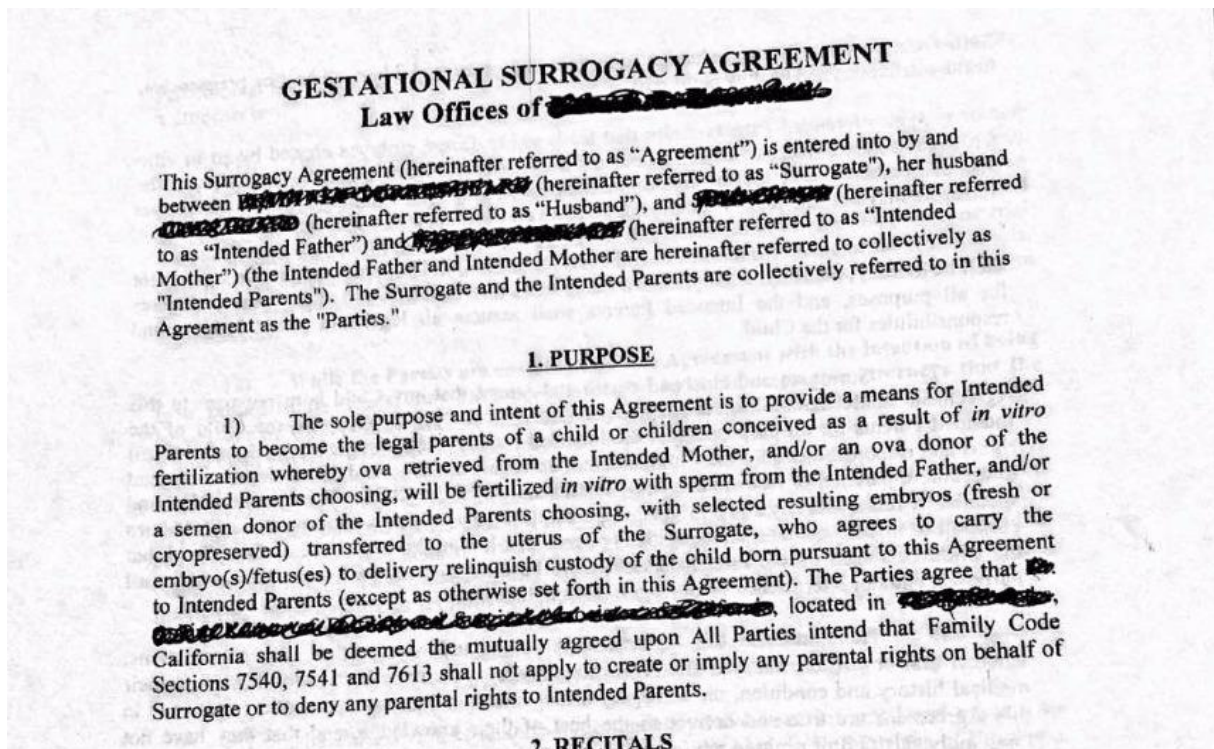 GESTATIONAL SURROGACY AGREEMENT
Law Offices of
This Surrogacy Agreement (hereinafter referred to as “Agreement”) is entered into by and
between (hereinafter referred to as “Surrogate"), her husband
(hereinafter referred to as “Husband”), and (hereinafter referred
to as “Intended Father”) and (hereinafter referred to as “Intended
Mother”) (the Intended Father and Intended Mother are hereinafter referred to collectively as
"Intended Parents"). The Surrogate and the Intended Parents are collectively referred to in this
Agreement as the "Parties."
1. PURPOSE
1) The sole purpose and intent of this Agreement is to provide a means for Intended
Parents to become the legal parents of a child or children conceived as a result of in vitro
fertilization whereby ova retrieved from the Intended Mother, and/or an ova donor of the
Intended Parents choosing, will be fertilized in vitro with sperm from the Intended Father, and/or
a semen donor of the Intended Parents choosing, with selected resulting embryos (fresh or
cryopreserved) transferred to the uterus of the Surrogate, who agrees to carry the
embryo(s)/fetus(es) to delivery relinquish custody of the child born pursuant to this Agreement
to Intended Parents (except as otherwise set forth in this Agreement). The Parties agree that
, located in ,
California shall be deemed the mutually agreed upon All Parties intend that Family Code
Sections 7540, 7541 and 7613 shall not apply to create or imply any parental rights on behalf of
Surrogate or to deny any parental rights to Intended Parents.
2. RECITALS